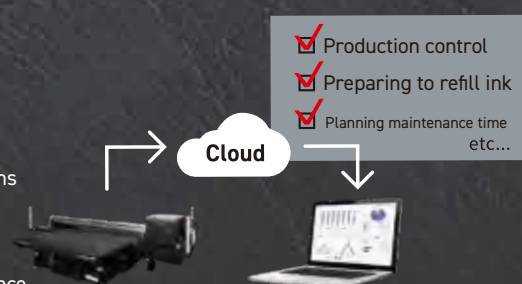 Production control
Preparing to refill ink
Planning maintenance time
etc...
Cloud